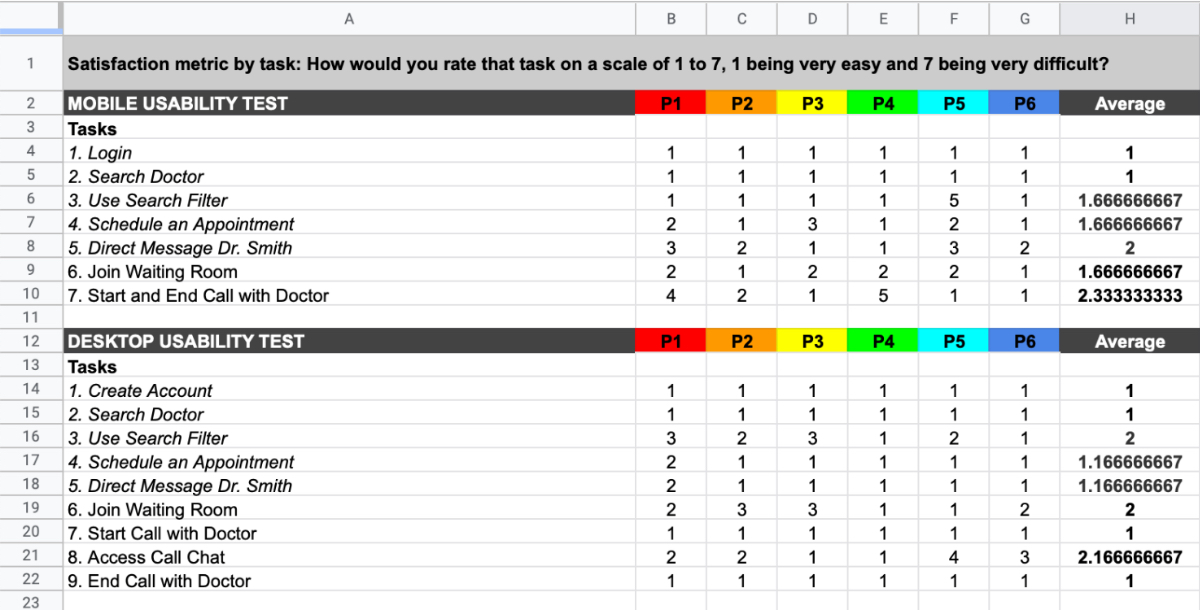 A B C D E F G H
1 Satisfaction metric by task: How would you rate that task on a scale of 1 to 7, 1 being very easy and 7 being very difficult?
2 MOBILE USABILITY TEST P1 P2 P3 P4 P5 P6 Average
3 Tasks
4 1. Login 1 1 1 1 1 1 1
5 2. Search Doctor 1 1 1 1 1 1 1
6 3. Use Search Filter 1 1 1 1 5 1 1.666666667
7 4. Schedule an Appointment 2 1 3 1 2 1 1.666666667
8 5. Direct Message Dr. Smith 3 2 1 1 3 2 2
9 6. Join Waiting Room 2 1 2 2 2 1 1.666666667
10 7. Start and End Call with Doctor 4 2 1 5 1 1 2.333333333
11
12 DESKTOP USABILITY TEST P1 P2 P3 P4 P5 P6 Average
13 Tasks
14 1. Create Account 1 1 1 1 1 1 1
15 2. Search Doctor 1 1 1 1 1 1 1
16 3. Use Search Filter 3 2 3 1 2 1 2
17 4. Schedule an Appointment 2 1 1 1 1 1 1.166666667
18 5. Direct Message Dr. Smith 2 1 1 1 1 1 1.166666667
19 6. Join Waiting Room 2 3 3 1 1 2 2
20 7. Start Call with Doctor 1 1 1 1 1 1 1
21 8. Access Call Chat 2 2 1 1 4 3 2.166666667
22 9. End Call with Doctor 1 1 1 1 1 1 1
23